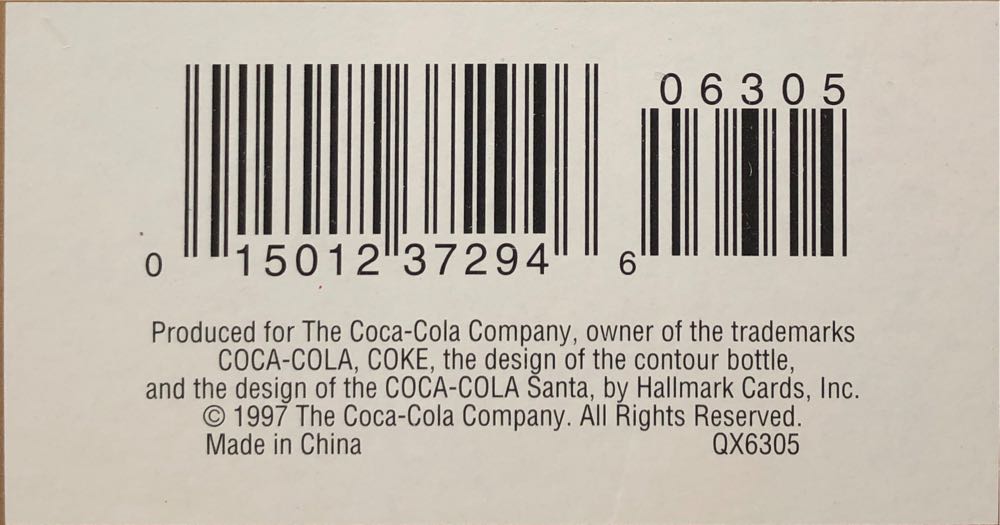 06305
0 15012 37294 6
Produced for The Coca-Cola Company, owner of the trademarks
COCA-COLA, COKE, the design of the contour bottle,
and the design of the COCA-COLA Santa, by Hallmark Cards, Inc.
© 1997 The Coca-Cola Company. All Rights Reserved.
Made in China QX6305